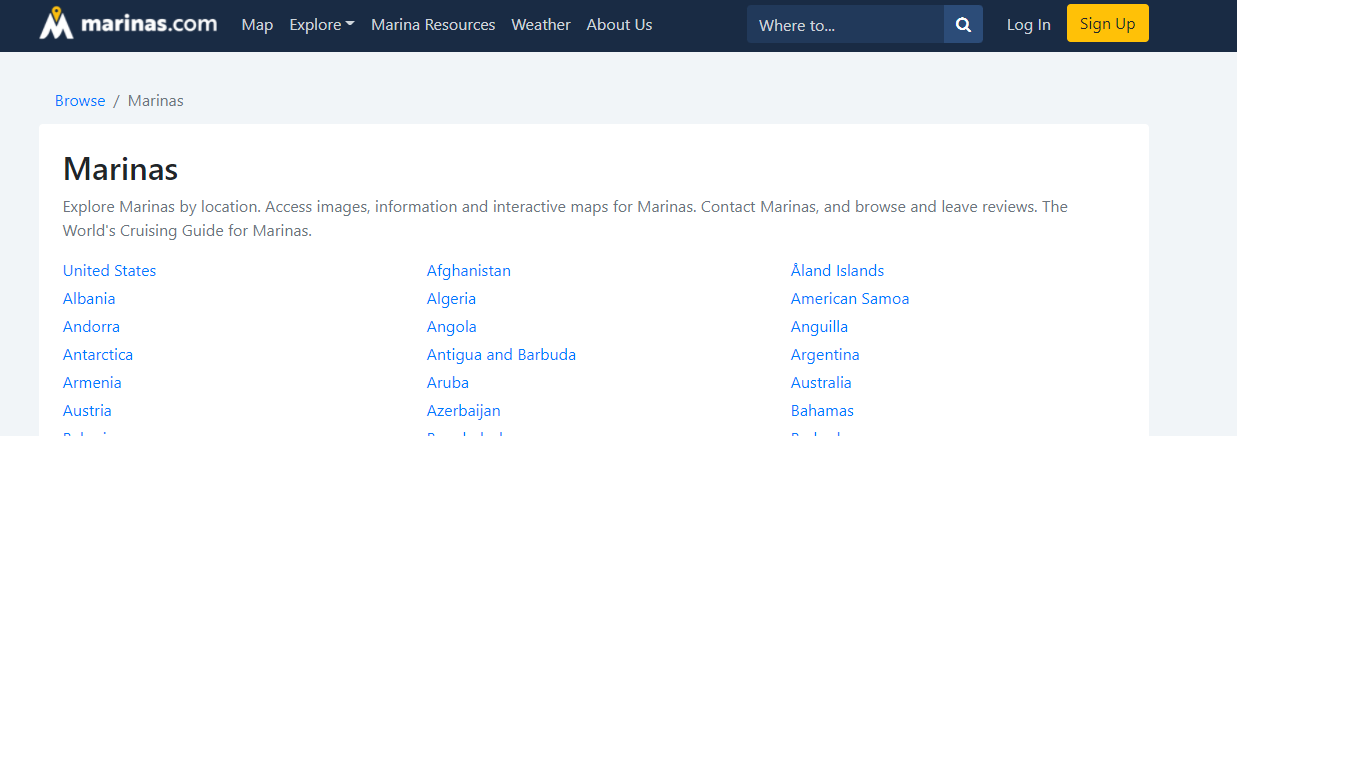 marinas.com Map Explore Marina Resources Weather About Us Where to... Log In Sign Up
Browse / Marinas
Marinas
Explore Marinas by location. Access images, information and interactive maps for Marinas. Contact Marinas, and browse and leave reviews. The
World's Cruising Guide for Marinas.
United States Afghanistan Åland Islands
Albania Algeria American Samoa
Andorra Angola Anguilla
Antarctica Antigua and Barbuda Argentina
Armenia Aruba Australia
Austria Azerbaijan Bahamas